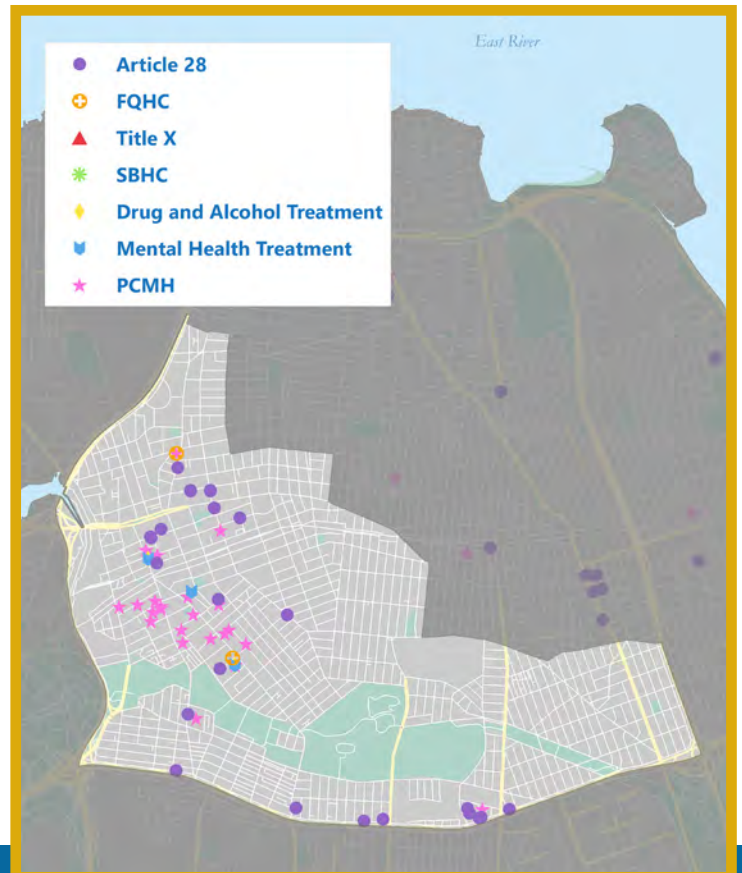 East River
Article 28
FQHC
Title X
SBHC
Drug and Alcohol Treatment
Mental Health Treatment
PCMH